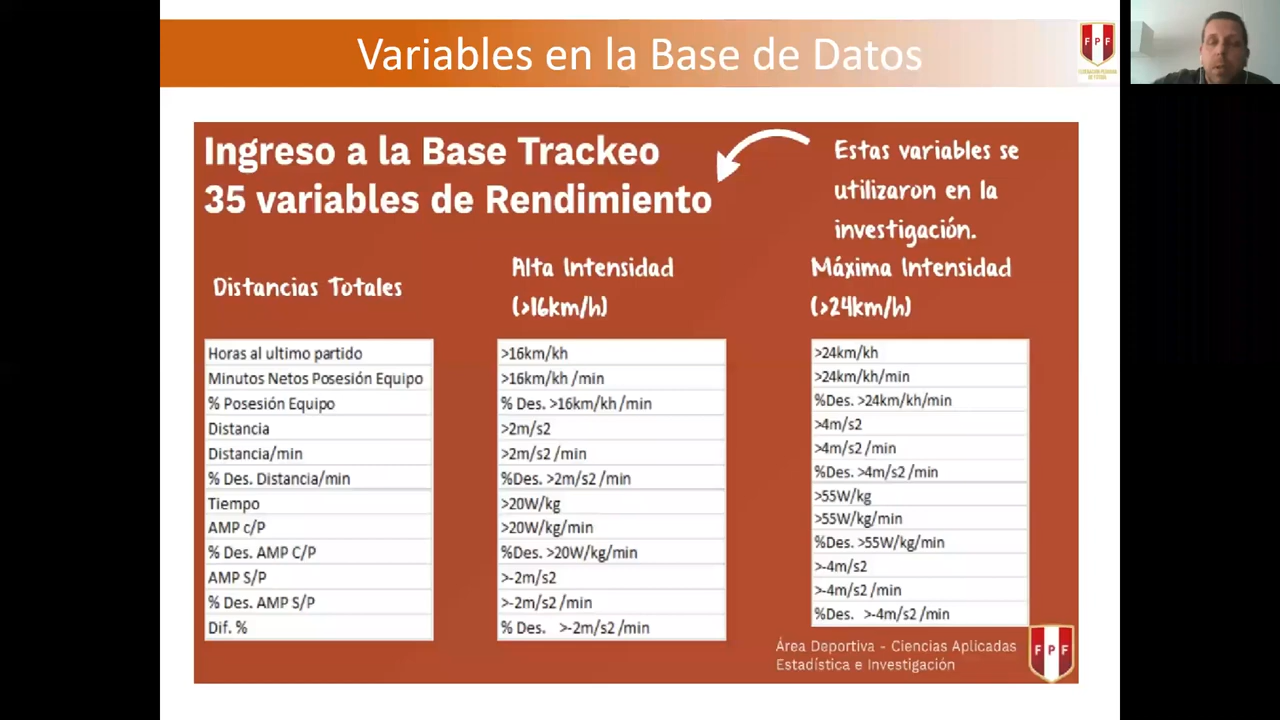 Variables en la Base de Datos
FPF
FEDERACIÓN PERUANA
DE FÚTBOL
Ingreso a la Base Trackeo
35 variables de Rendimiento
Estas variables se
utilizaron en la
investigación.
Distancias Totales
Horas al ultimo partido
Minutos Netos Posesión Equipo
% Posesión Equipo
Distancia
Distancia/min
% Des. Distancia/min
Tiempo
AMP c/P
% Des. AMP C/P
AMP S/P
% Des. AMP S/P
Dif. %
Alta Intensidad
(>16km/h)
>16km/kh
>16km/kh /min
% Des. >16km/kh /min
>2m/s2
>2m/s2 /min
%Des. >2m/s2 /min
>20W/kg
>20W/kg/min
%Des. >20W/kg/min
>-2m/s2
>-2m/s2 /min
% Des. >-2m/s2 /min
Máxima Intensidad
(>24km/h)
>24km/kh
>24km/kh/min
%Des. >24km/kh/min
>4m/s2
>4m/s2 /min
%Des. >4m/s2 /min
>55W/kg
>55W/kg/min
%Des. >55W/kg/min
>-4m/s2
>-4m/s2 /min
%Des. >-4m/s2 /min
Área Deportiva - Ciencias Aplicadas
Estadística e Investigación
FPF